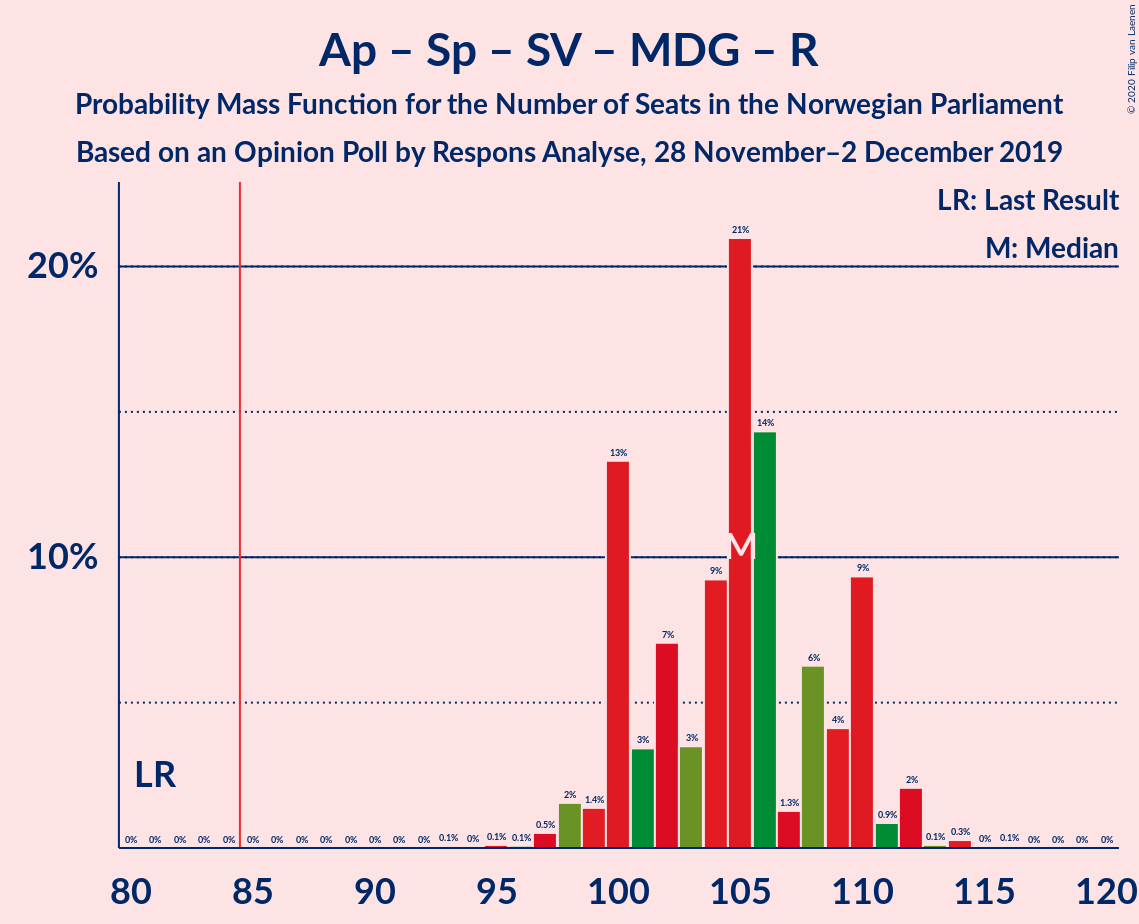 Ap – Sp – SV – MDG – R
Probability Mass Function for the Number of Seats in the Norwegian Parliament
Based on an Opinion Poll by Respons Analyse, 28 November–2 December 2019
© 2020 Filip van Laenen
LR: Last Result
M: Median
20%
10%
LR
M
0% 0% 0% 0% 0% 0% 0% 0% 0% 0% 0% 0% 0% 0.1% 0% 0.1% 0.1% 0.5% 2% 1.4% 13% 3% 7% 3% 9% 21% 14% 1.3% 6% 4% 9% 0.9% 2% 0.1% 0.3% 0% 0.1% 0% 0% 0% 0%
80 85 90 95 100 105 110 115 120